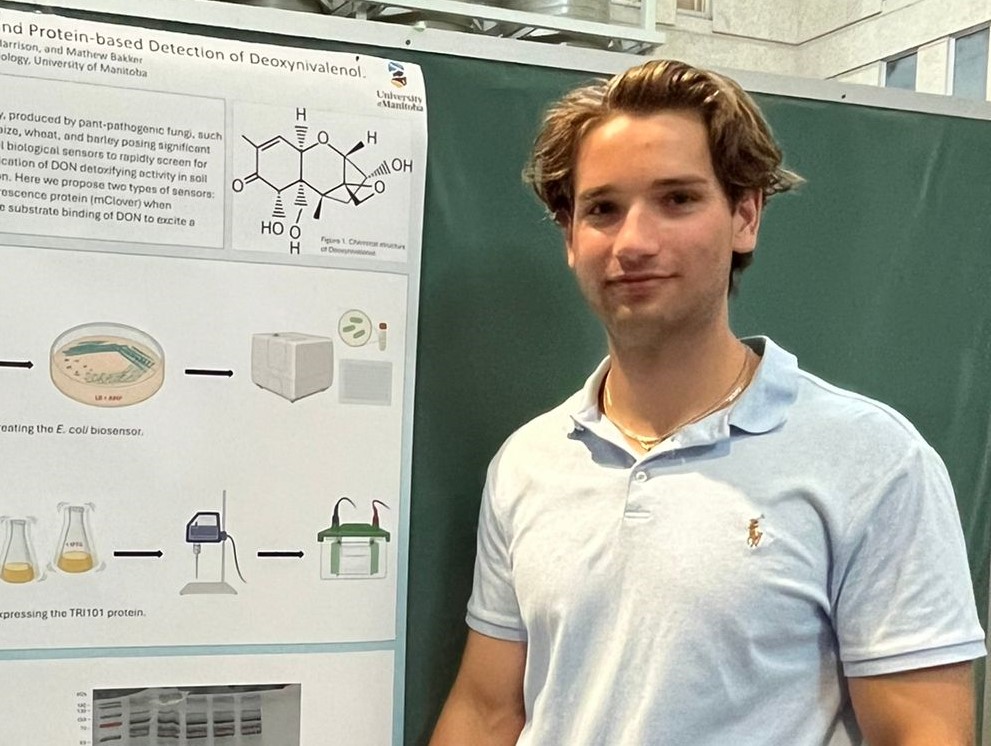 nd Protein-based Detection of Deoxynivalenol.
Harrison, and Mathew Bakker
ology, University of Manitoba
University
of Manitoba
y, produced by pant-pathogenic fungi, such
aize, wheat, and barley posing significant
l biological sensors to rapidly screen for
ication of DON detoxifying activity in soil
on. Here we propose two types of sensors:
rescence protein (mClover) when
e substrate binding of DON to excite a
H
O
H
OH
O
O
HO
O
H
Figure 1. Chemical structure
of Deoxynivalenol.
LB + AMP
reating the E. coli biosensor.
+ IPTG
xpressing the TRI101 protein.